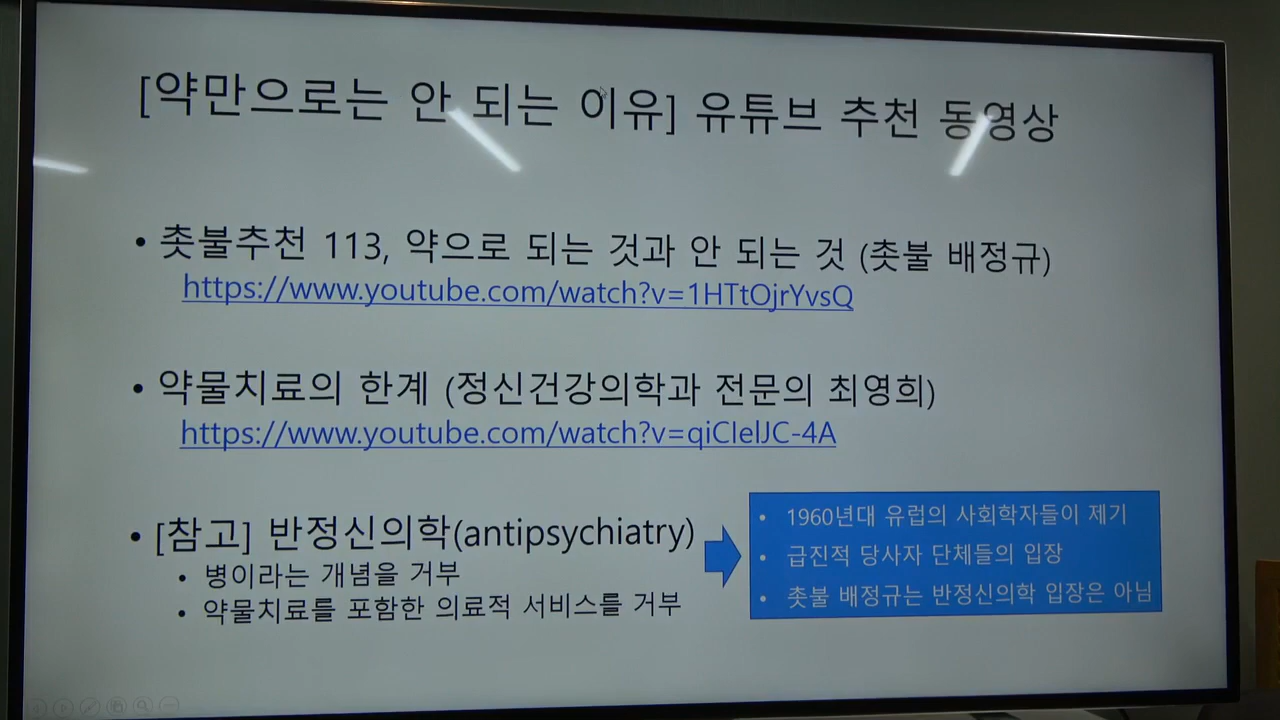 [약만으로는 안 되는 이유] 유튜브 추천 동영상
• 촛불추천 113, 약으로 되는 것과 안 되는 것 (촛불 배정규)
https://www.youtube.com/watch?v=1HTtOjrYvsQ
• 약물치료의 한계 (정신건강의학과 전문의 최영희)
https://www.youtube.com/watch?v=qiCIelJC-4A
• [참고] 반정신의학(antipsychiatry)
• 병이라는 개념을 거부
• 약물치료를 포함한 의료적 서비스를 거부
• 1960년대 유럽의 사회학자들이 제기
• 급진적 당사자 단체들의 입장
• 촛불 배정규는 반정신의학 입장은 아님